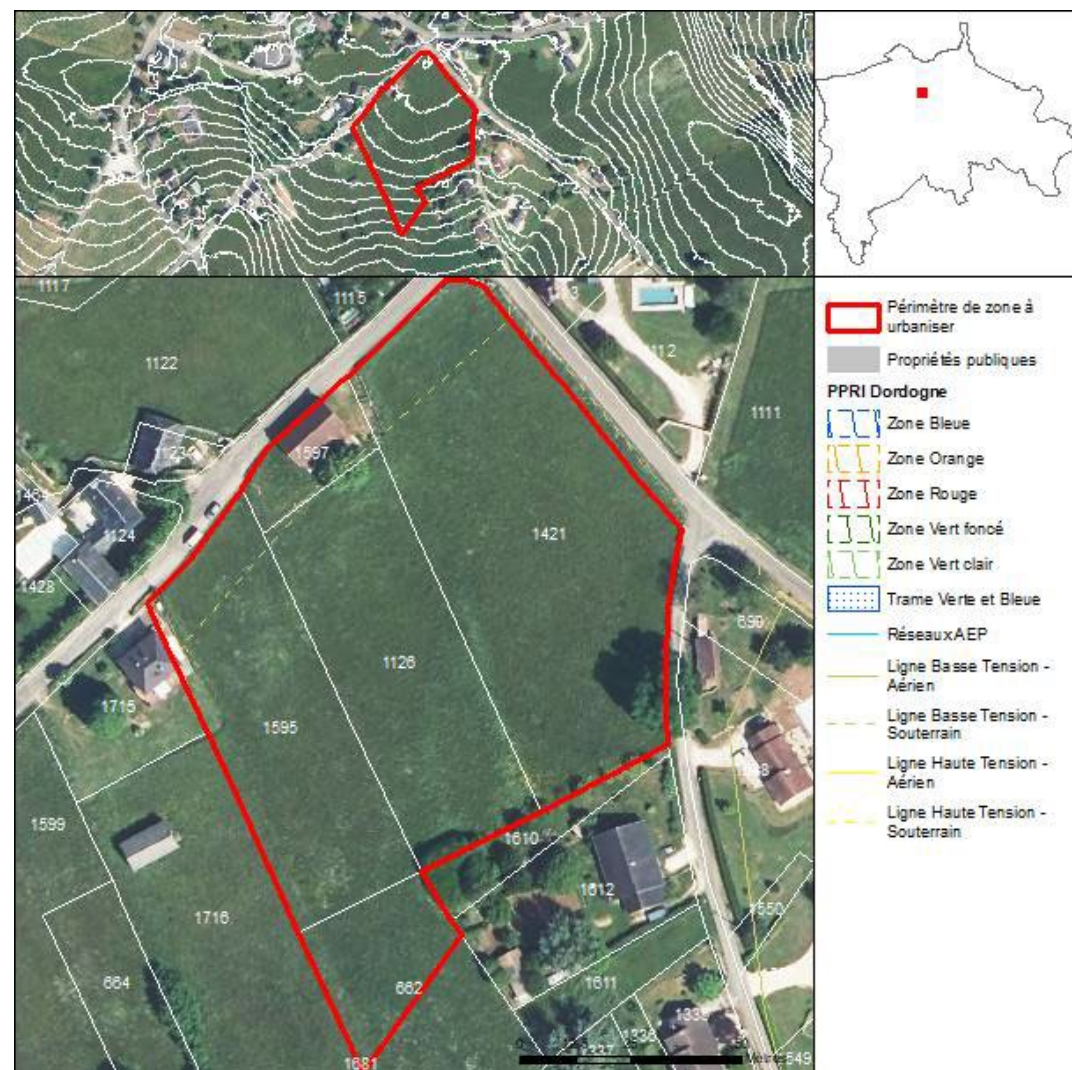 1117
1115
1122
1111
1597
1124
1428
1421
1126
1715
1595
1599
1610
1612
1716
1550
664
662
1611
1681
Périmètre de zone à
urbaniser
Propriétés publiques
PPRI Dordogne
Zone Bleue
Zone Orange
Zone Rouge
Zone Vert foncé
Zone Vert clair
Trame Verte et Bleue
Réseaux AEP
Ligne Basse Tension -
Aérien
Ligne Basse Tension -
Souterrain
Ligne Haute Tension -
Aérien
Ligne Haute Tension -
Souterrain